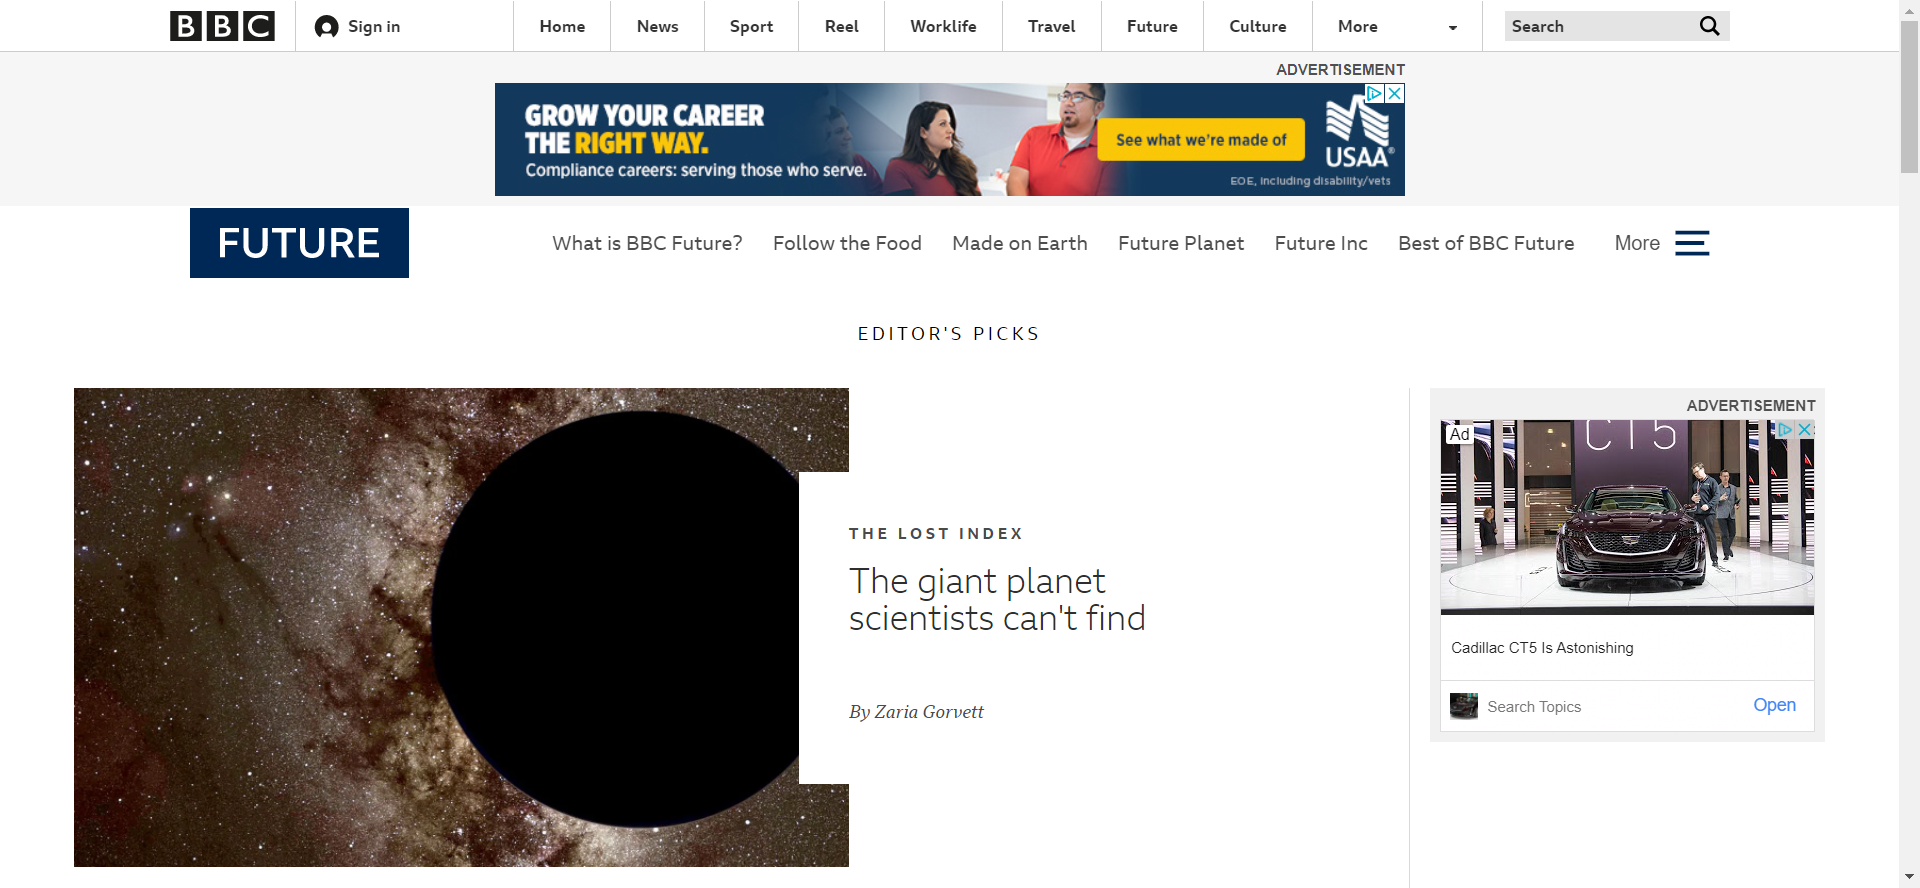 BBC
Sign in
Home
News
Sport
Reel
Worklife
Travel
Future
Culture
More
Search
ADVERTISEMENT
GROW YOUR CAREER
THE RIGHT WAY.
Compliance careers: serving those who serve.
See what we're made of
USAA®
EOE, including disability/vets
FUTURE
What is BBC Future?
Follow the Food
Made on Earth
Future Planet
Future Inc
Best of BBC Future
More
EDITOR'S PICKS
THE LOST INDEX
The giant planet
scientists can't find
By Zaria Gorvett
ADVERTISEMENT
Ad
CT5
Cadillac CT5 Is Astonishing
Search Topics
Open